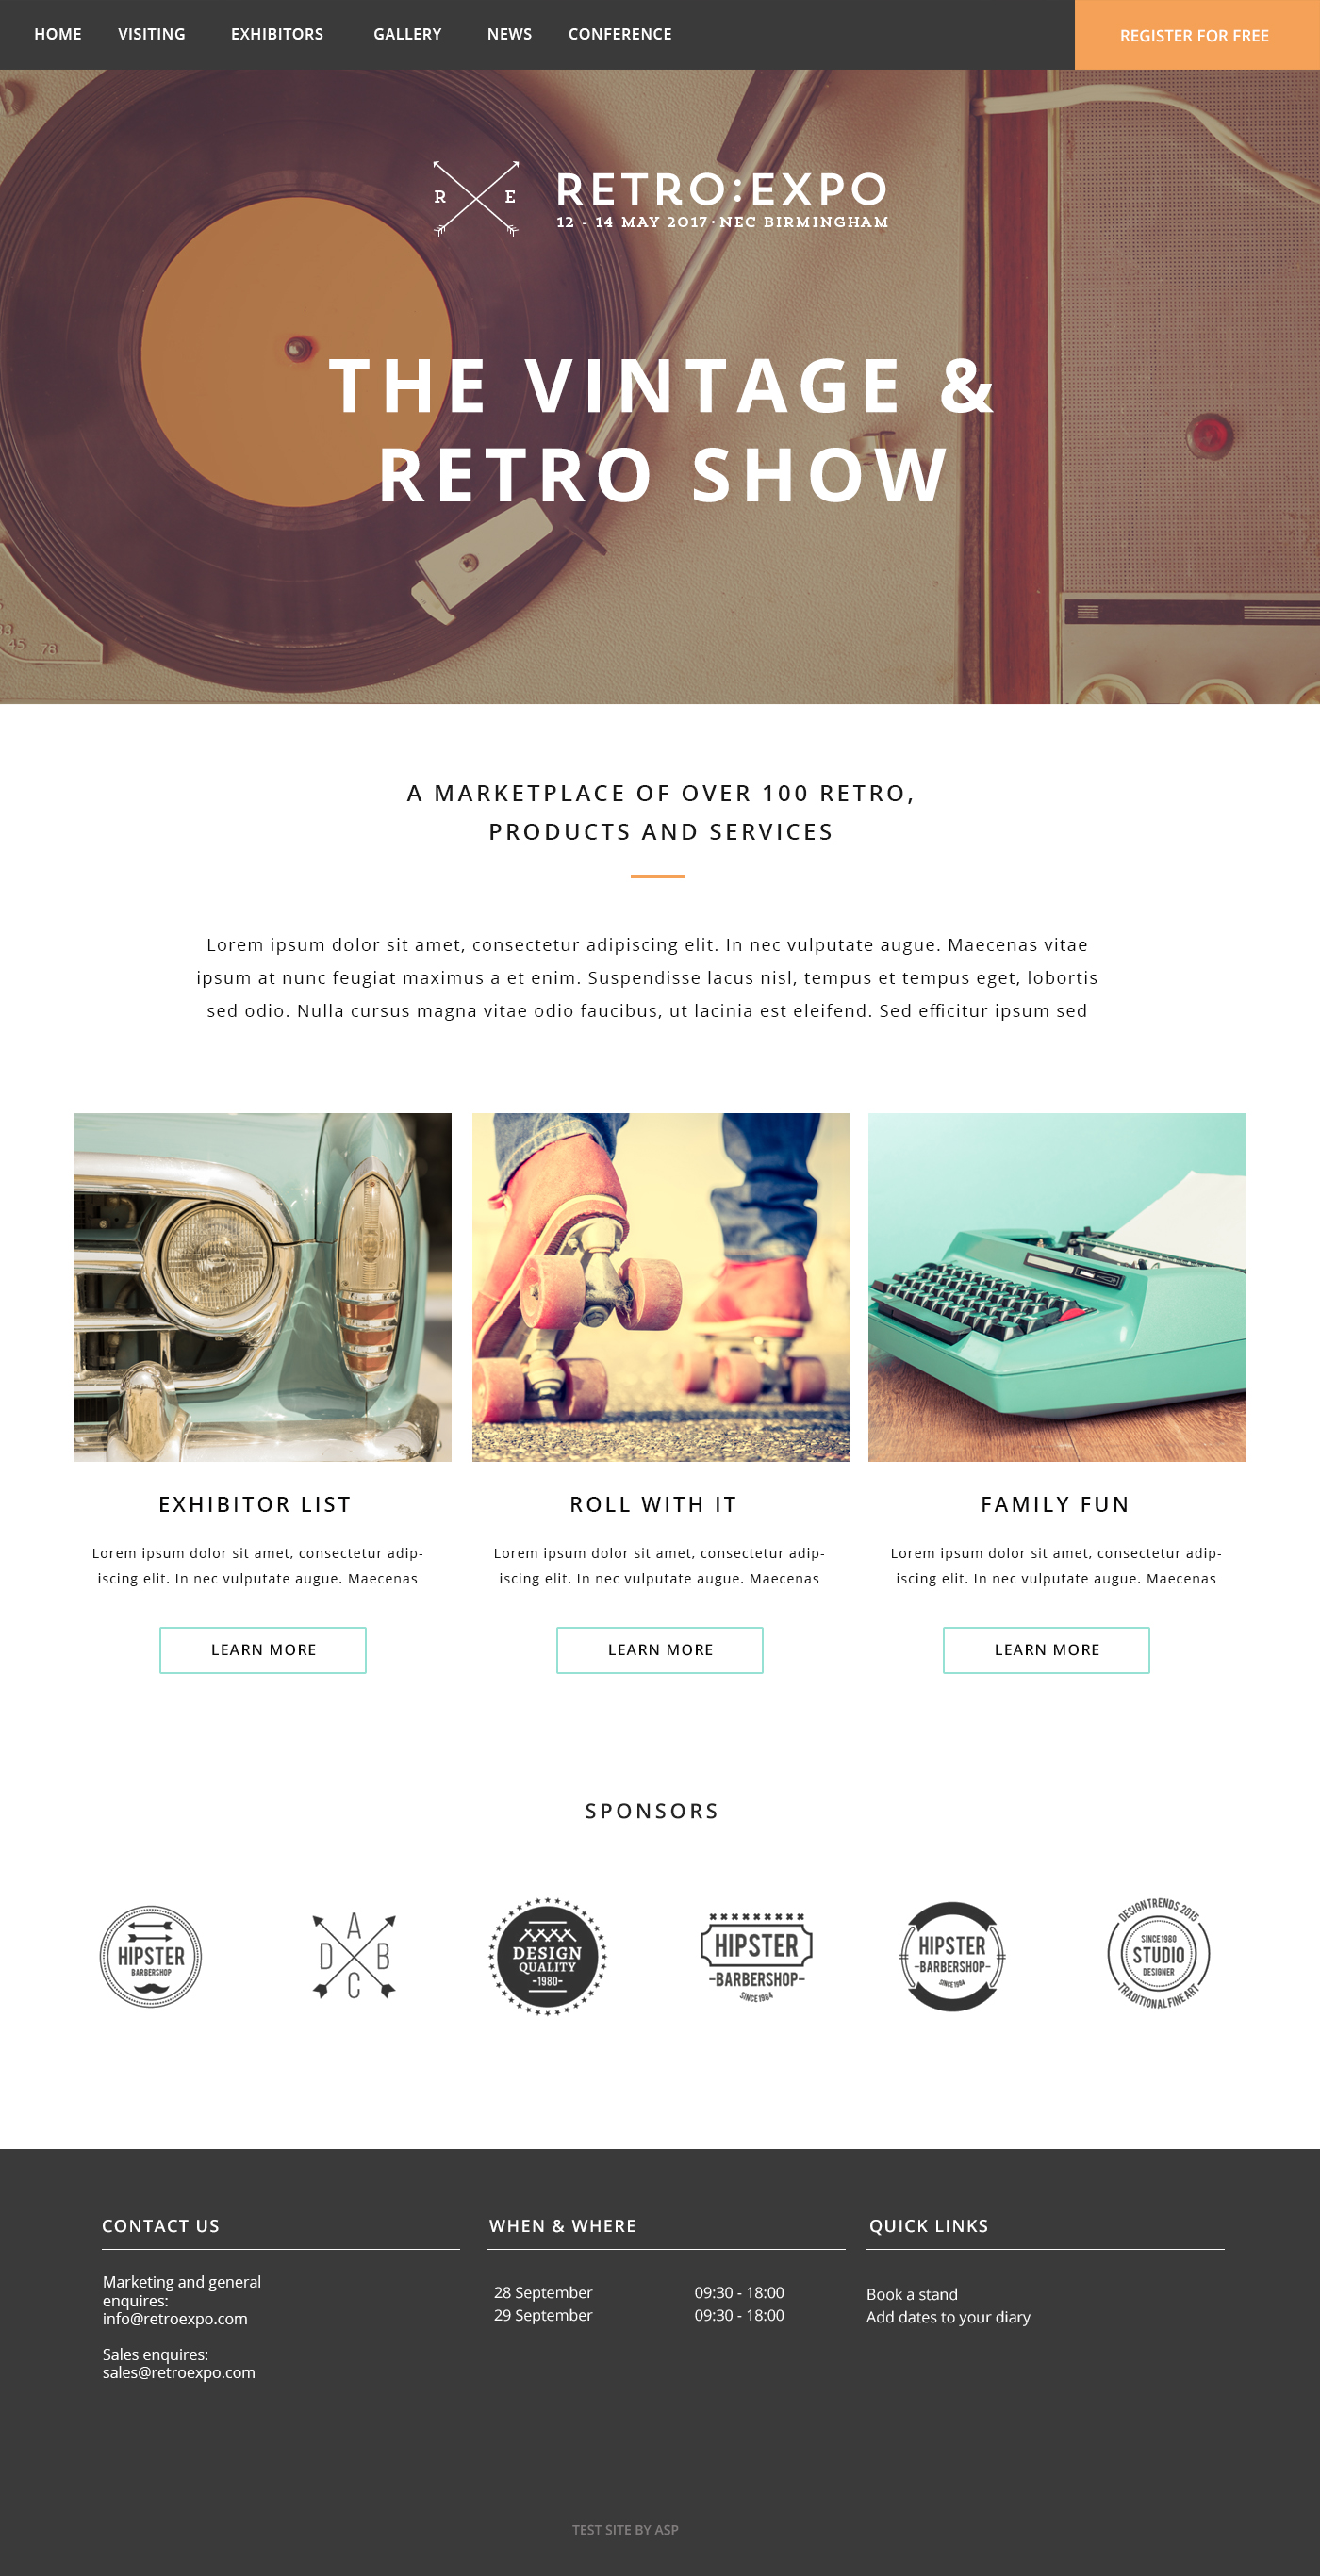 HOME VISITING EXHIBITORS GALLERY NEWS CONFERENCE REGISTER FOR FREE
R E RETRO:EXPO
12 - 14 MAY 2017·NEC BIRMINGHAM
THE VINTAGE &
RETRO SHOW
45 78
A MARKETPLACE OF OVER 100 RETRO,
PRODUCTS AND SERVICES
Lorem ipsum dolor sit amet, consectetur adipiscing elit. In nec vulputate augue. Maecenas vitae
ipsum at nunc feugiat maximus a et enim. Suspendisse lacus nisl, tempus et tempus eget, lobortis
sed odio. Nulla cursus magna vitae odio faucibus, ut lacinia est eleifend. Sed efficitur ipsum sed
EXHIBITOR LIST
Lorem ipsum dolor sit amet, consectetur adip-
iscing elit. In nec vulputate augue. Maecenas
LEARN MORE
ROLL WITH IT
Lorem ipsum dolor sit amet, consectetur adip-
iscing elit. In nec vulputate augue. Maecenas
LEARN MORE
FAMILY FUN
Lorem ipsum dolor sit amet, consectetur adip-
iscing elit. In nec vulputate augue. Maecenas
LEARN MORE
SPONSORS
HIPSTER
BARBERSHOP
A
D B
C
DESIGN
QUALITY
-1980-
HIPSTER
-BARBERSHOP-
SINCE 1984
HIPSTER
-BARBERSHOP-
SINCE 1984
DESIGN TRENDS 2015
SINCE 1980
STUDIO
DESIGNER
TRADITIONAL FINE ART
CONTACT US
Marketing and general
enquires:
info@retroexpo.com
Sales enquires:
sales@retroexpo.com
WHEN & WHERE
28 September 09:30 - 18:00
29 September 09:30 - 18:00
QUICK LINKS
Book a stand
Add dates to your diary
TEST SITE BY ASP